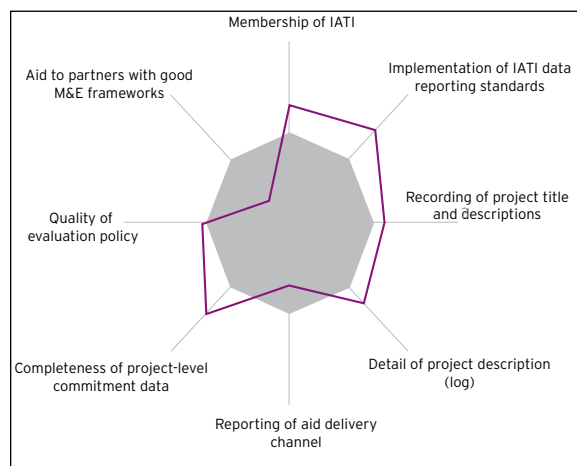 Membership of IATI
Implementation of IATI data
reporting standards
Recording of project title
and descriptions
Detail of project description
(log)
Reporting of aid delivery
channel
Completeness of project-level
commitment data
Quality of
evaluation policy
Aid to partners with good
M&E frameworks